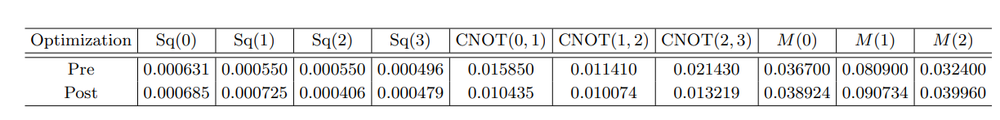 Optimization Sq(0) Sq(1) Sq(2) Sq(3) CNOT(0, 1) CNOT(1, 2) CNOT(2, 3) M(0) M(1) M(2)
Pre 0.000631 0.000550 0.000550 0.000496 0.015850 0.011410 0.021430 0.036700 0.080900 0.032400
Post 0.000685 0.000725 0.000406 0.000479 0.010435 0.010074 0.013219 0.038924 0.090734 0.039960